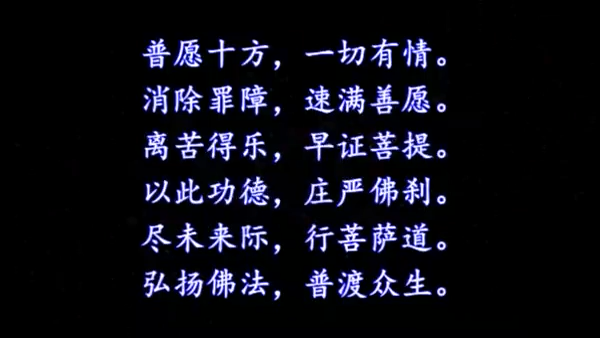 普愿十方，一切有情。
消除罪障，速满善愿。
离苦得乐，早证菩提。
以此功德，庄严佛刹。
尽未来际，行菩萨道。
弘扬佛法，普渡众生。